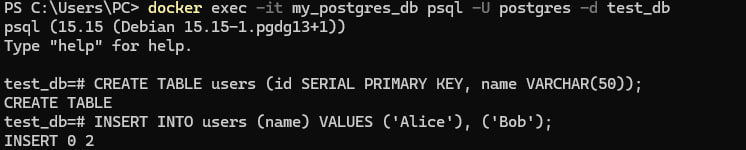 PS C:\Users\PC> docker exec -it my_postgres_db psql -U postgres -d test_db
psql (15.15 (Debian 15.15-1.pgdg13+1))
Type "help" for help.
test_db=# CREATE TABLE users (id SERIAL PRIMARY KEY, name VARCHAR(50));
CREATE TABLE
test_db=# INSERT INTO users (name) VALUES ('Alice'), ('Bob');
INSERT 0 2